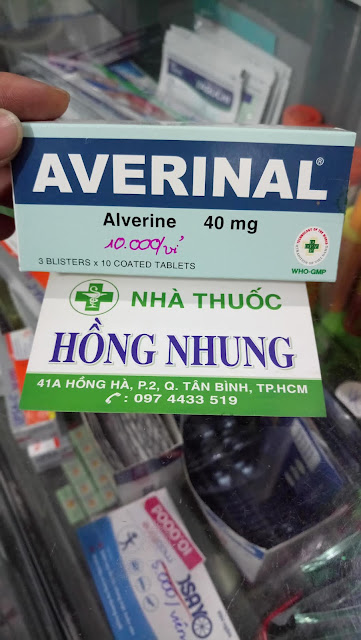 AVERINAL®
Alverine 40 mg
10.000/vỉ
3 BLISTERS x 10 COATED TABLETS
WHO-GMP
NHÀ THUỐC
HỒNG NHUNG
41A HỒNG HÀ, P.2, Q. TÂN BÌNH, TP.HCM
: 097 4433 519